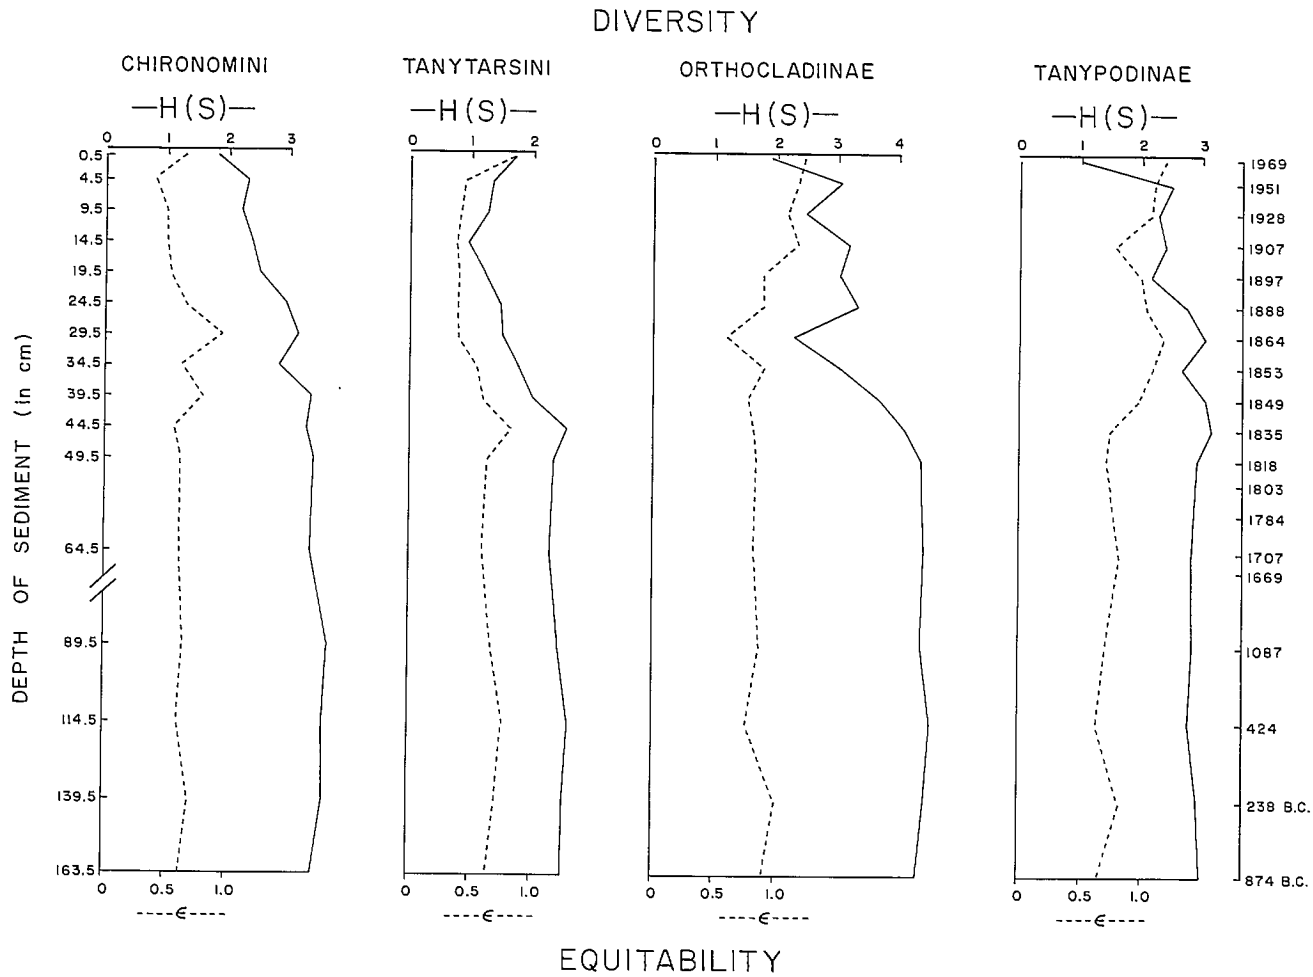 DIVERSITY
CHIRONOMINI TANYTARSINI ORTHOCLADIINAE TANYPODINAE
—H(S)— —H(S)— —H(S)— —H(S)—
0 1 2 3 0 1 2 0 1 2 3 4 0 1 2 3
0.5 1969
4.5 1951
9.5 1928
14.5 1907
19.5 1897
24.5 1888
29.5 1864
34.5 1853
39.5 1849
44.5 1835
49.5 1818
1803
1784
64.5 1707
1669
89.5 1087
114.5 424
139.5 238 B.C.
163.5 874 B.C.
DEPTH OF SEDIMENT (in cm)
0 0.5 1.0 0 0.5 1.0 0 0.5 1.0 0 0.5 1.0
----ϵ---- ----ϵ---- ----ϵ---- ----ϵ----
EQUITABILITY